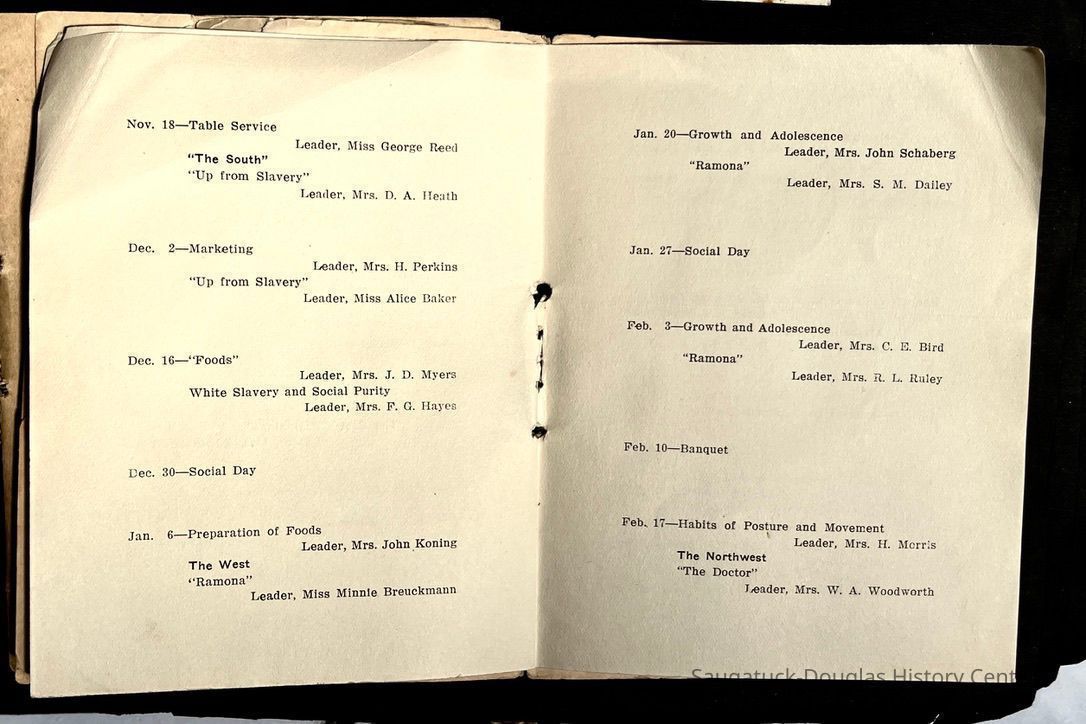 Nov. 18—Table Service
Leader, Miss George Reed
"The South"
"Up from Slavery"
Leader, Mrs. D. A. Heath
Dec. 2—Marketing
Leader, Mrs. H. Perkins
"Up from Slavery"
Leader, Miss Alice Baker
Dec. 16—"Foods"
Leader, Mrs. J. D. Myers
White Slavery and Social Purity
Leader, Mrs. F. G. Hayes
Dec. 30—Social Day
Jan. 6—Preparation of Foods
Leader, Mrs. John Koning
The West
"Ramona"
Leader, Miss Minnie Breuckmann
Jan. 20—Growth and Adolescence
Leader, Mrs. John Schaberg
"Ramona"
Leader, Mrs. S. M. Dailey
Jan. 27—Social Day
Feb. 3—Growth and Adolescence
Leader, Mrs. C. E. Bird
"Ramona"
Leader, Mrs. R. L. Ruley
Feb. 10—Banquet
Feb. 17—Habits of Posture and Movement
Leader, Mrs. H. Morris
The Northwest
"The Doctor"
Leader, Mrs. W. A. Woodworth
Saugatuck-Douglas History Cent